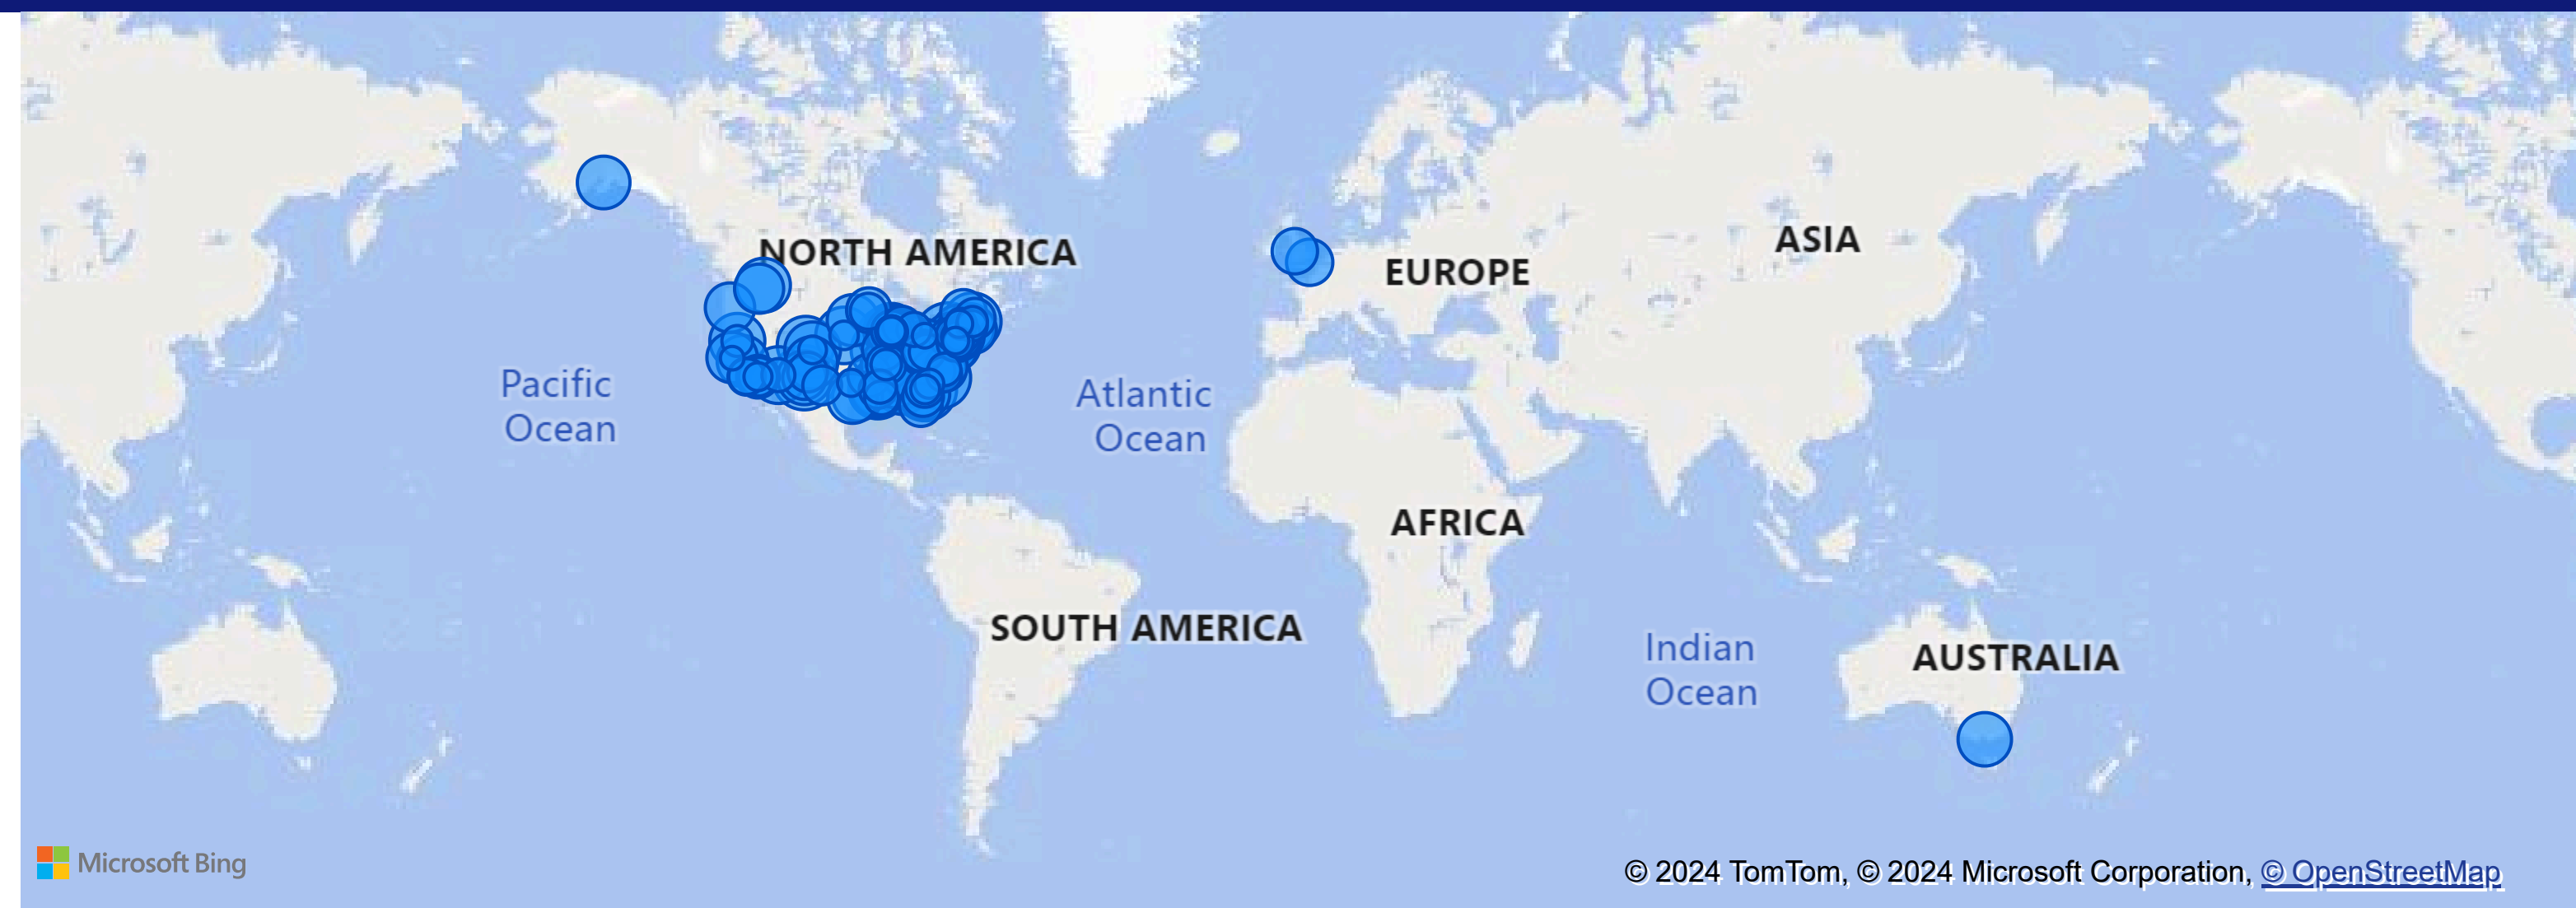 NORTH AMERICA
ASIA
EUROPE
Pacific
Ocean
Atlantic
Ocean
AFRICA
SOUTH AMERICA
Indian
Ocean
AUSTRALIA
Microsoft Bing
© 2024 TomTom, © 2024 Microsoft Corporation, © OpenStreetMap